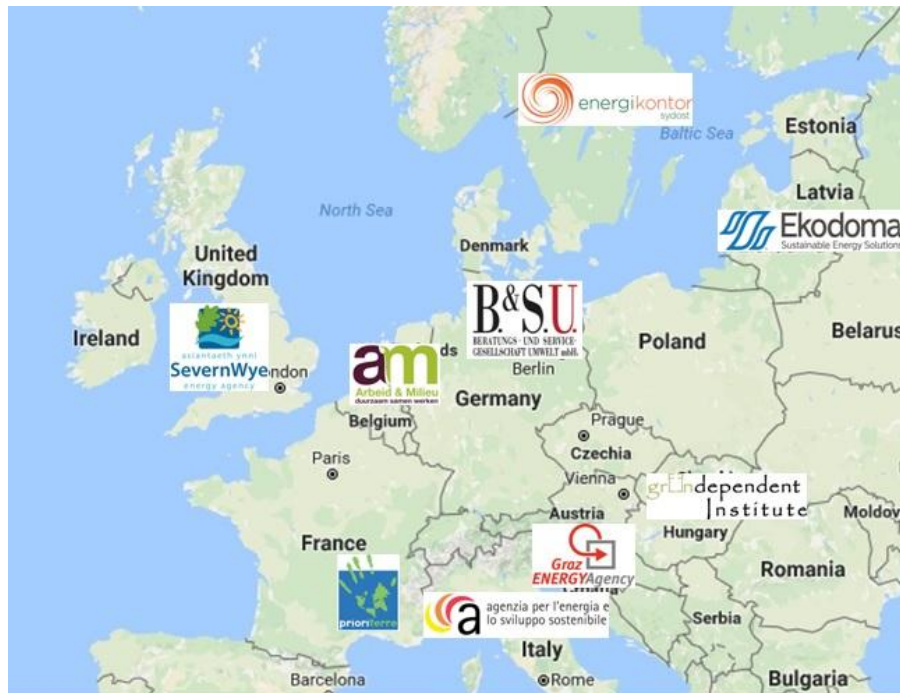 energikontor
sydost
Baltic Sea
Estonia
Latvia
Ekodoma
Sustainable Energy Solutions
North Sea
Denmark
United
Kingdom
Ireland
asiantaeth ynni
SevernWye
energy agency
ondon
am
Arbeid & Milieu
duurzaam samen werken
ds
Belgium
B.&S.U.
BERATUNGS- UND SERVICE-
GESELLSCHAFT UMWELT mbH.
Berlin
Germany
Poland
Belarus
Paris
Prague
Czechia
Vienna
Austria
gründependent
Institute
Hungary
Moldov
France
Graz
ENERGYAgency
Romania
prioriterre
a
agenzia per l'energia e
lo sviluppo sostenibile
Serbia
Italy
Rome
Barcelona
Bulgaria